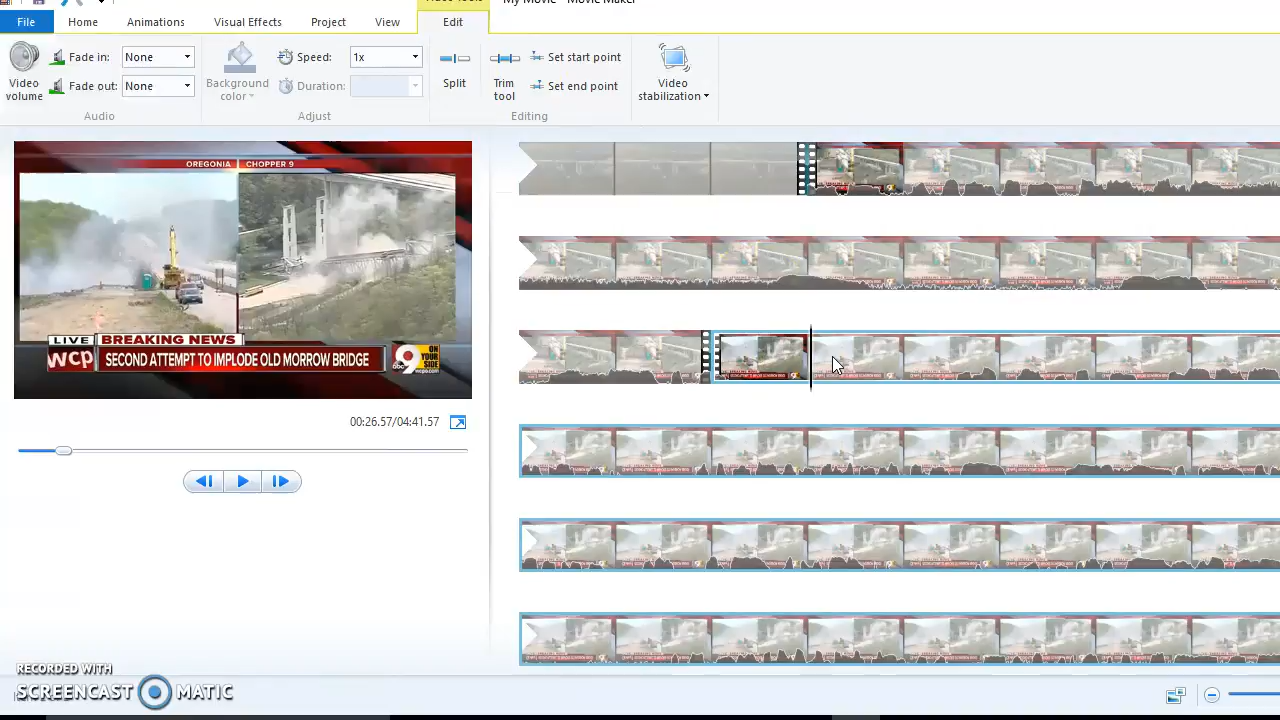 My Movie - Movie Maker
File Home Animations Visual Effects Project View Edit
Video volume
Fade in: None
Fade out: None
Audio
Background color
Speed: 1x
Duration:
Adjust
Split
Trim tool
Set start point
Set end point
Editing
Video stabilization
OREGONIA CHOPPER 9
LIVE BREAKING NEWS
wcp SECOND ATTEMPT TO IMPLODE OLD MORROW BRIDGE
abc 9 ON YOUR SIDE
wcpo.com
00:26.57/04:41.57
RECORDED WITH
SCREENCAST MATIC